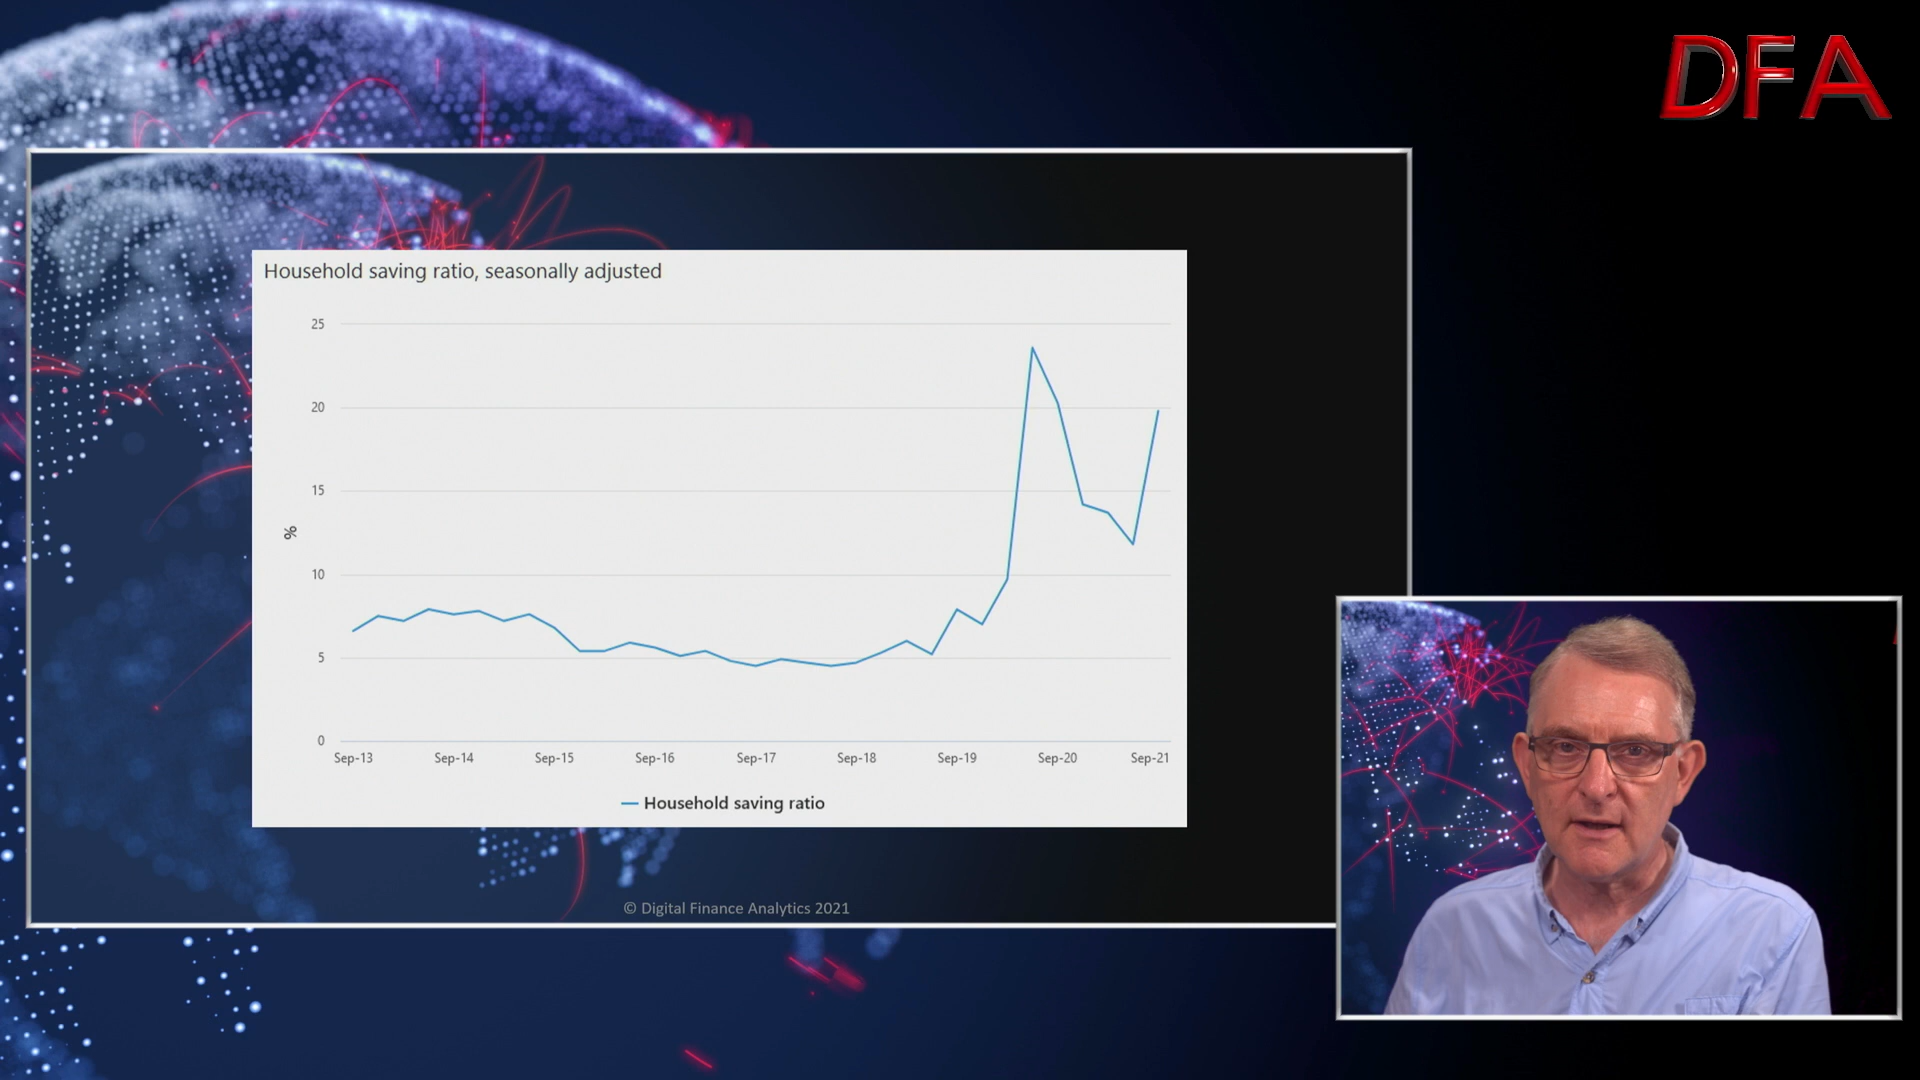 DFA
Household saving ratio, seasonally adjusted
25
20
15
%
10
5
0
Sep-13 Sep-14 Sep-15 Sep-16 Sep-17 Sep-18 Sep-19 Sep-20 Sep-21
Household saving ratio
© Digital Finance Analytics 2021